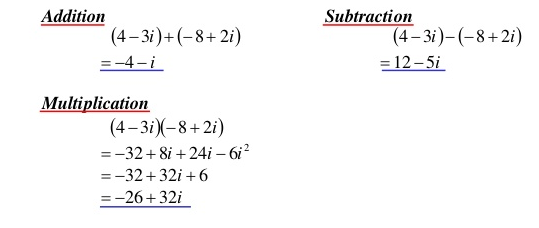 Addition
(4−3i)+(−8+2i)
=−4−i
Subtraction
(4−3i)−(−8+2i)
=12−5i
Multiplication
(4−3i)(−8+2i)
=−32+8i+24i−6i²
=−32+32i+6
=−26+32i